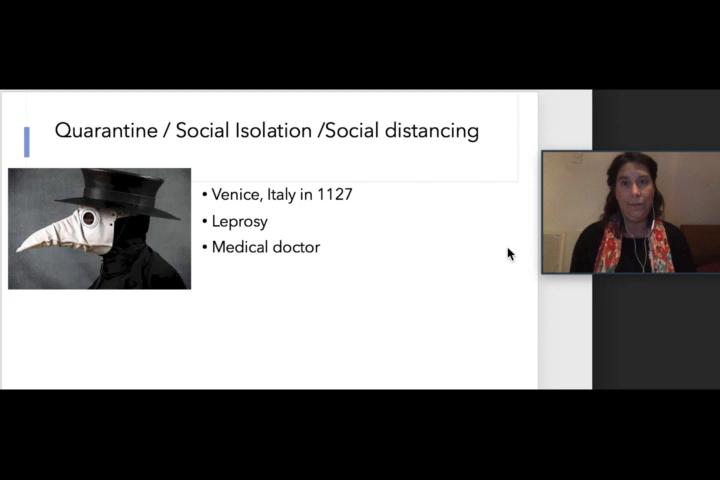 Quarantine / Social Isolation /Social distancing
• Venice, Italy in 1127
• Leprosy
• Medical doctor